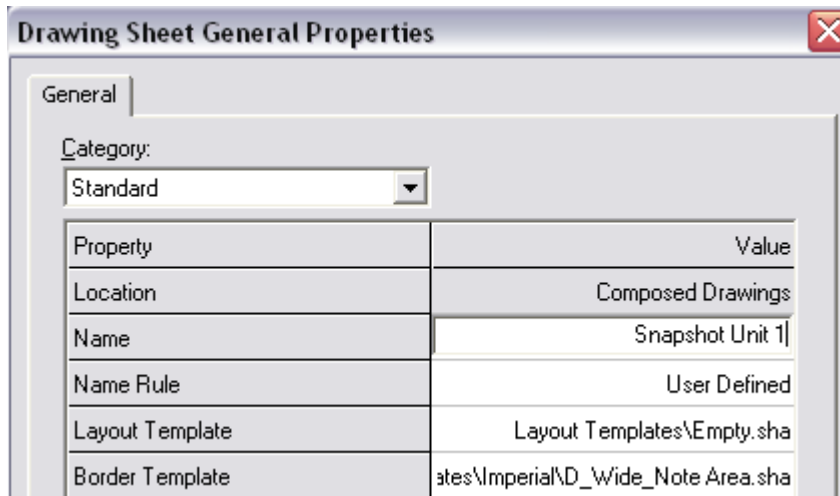 Drawing Sheet General Properties
General
Category:
Standard
Property Value
Location Composed Drawings
Name Snapshot Unit 1
Name Rule User Defined
Layout Template Layout Templates\Empty.sha
Border Template ates\Imperial\D_Wide_Note Area.sha